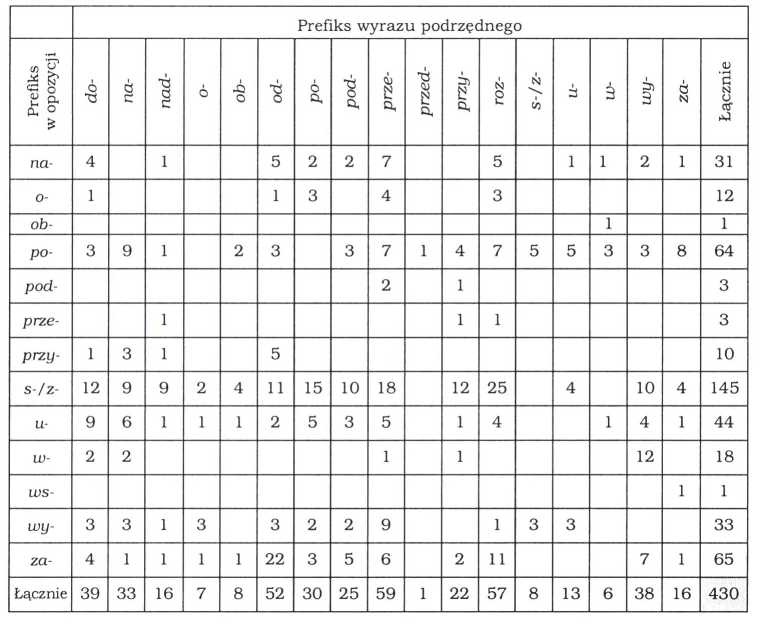 Prefiks wyrazu podrzędnego
Prefiks w opozycji do- na- nad- o- ob- od- po- pod- prze- przed- przy- roz- s-/z- u- w- wy- za- Łącznie
na- 4 1 5 2 2 7 5 1 1 2 1 31
o- 1 1 3 4 3 12
ob- 1 1
po- 3 9 1 2 3 3 7 1 4 7 5 5 3 3 8 64
pod- 2 1 3
prze- 1 1 1 3
przy- 1 3 1 5 10
s-/z- 12 9 9 2 4 11 15 10 18 12 25 4 10 4 145
u- 9 6 1 1 1 2 5 3 5 1 4 1 4 1 44
w- 2 2 1 1 12 18
ws- 1 1
wy- 3 3 1 3 3 2 2 9 1 3 3 33
za- 4 1 1 1 1 22 3 5 6 2 11 7 1 65
Łącznie 39 33 16 7 8 52 30 25 59 1 22 57 8 13 6 38 16 430